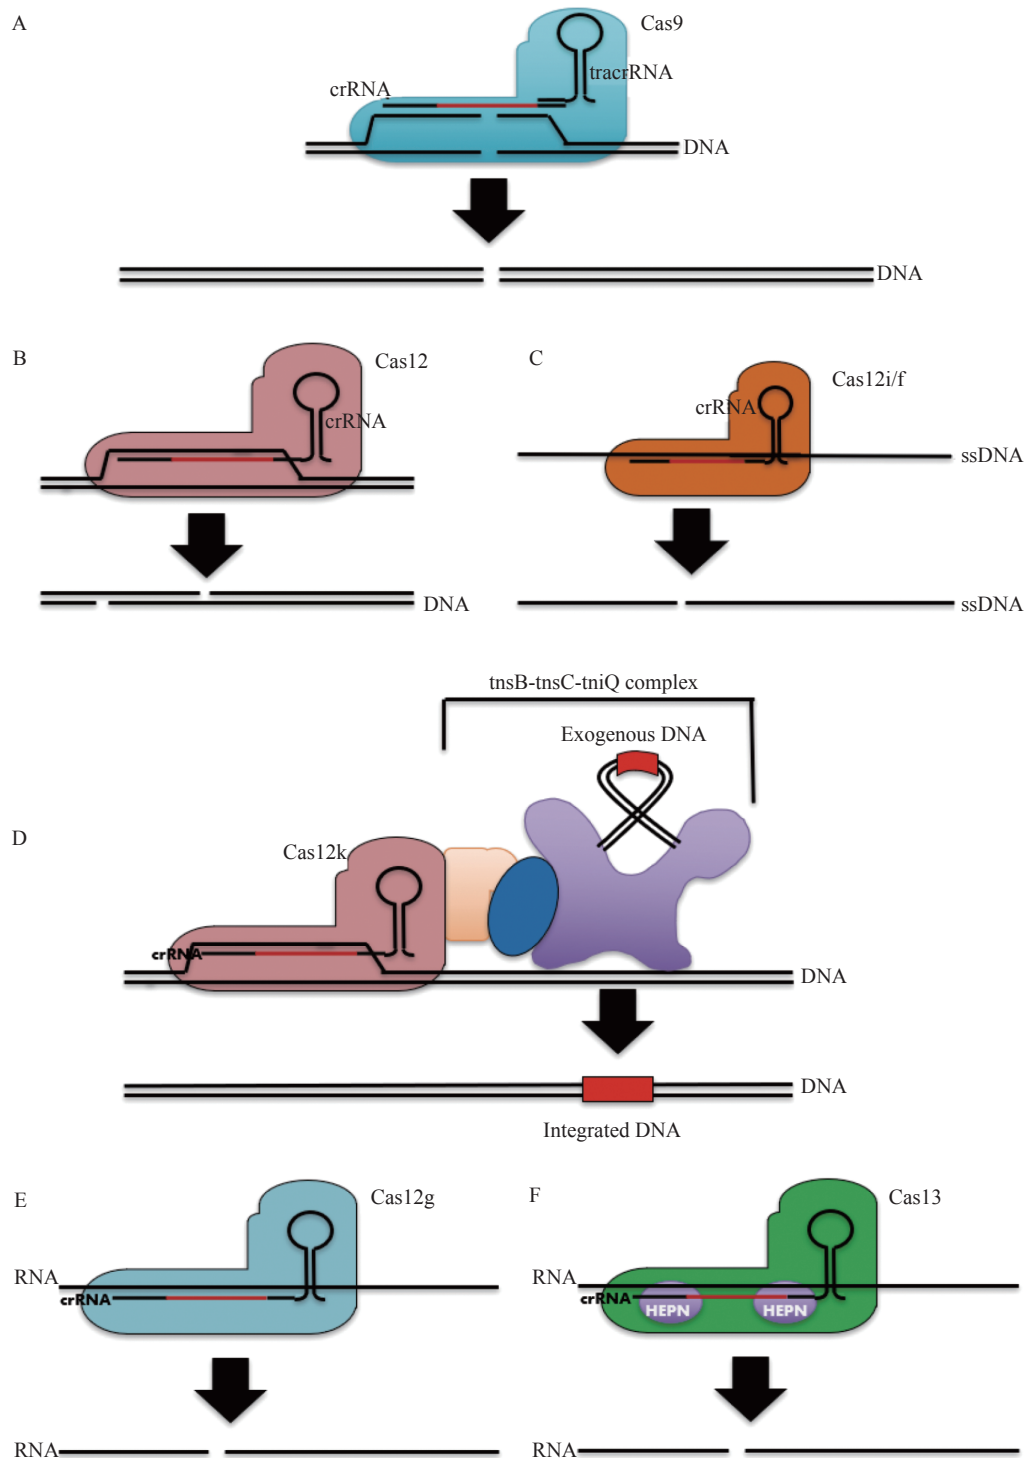 A
Cas9
tracrRNA
crRNA
DNA
DNA
B
Cas12
crRNA
DNA
C
Cas12i/f
crRNA
ssDNA
ssDNA
tnsB-tnsC-tniQ complex
Exogenous DNA
D
Cas12k
crRNA
DNA
DNA
Integrated DNA
E
Cas12g
RNA
crRNA
RNA
F
Cas13
RNA
crRNA
HEPN
HEPN
RNA